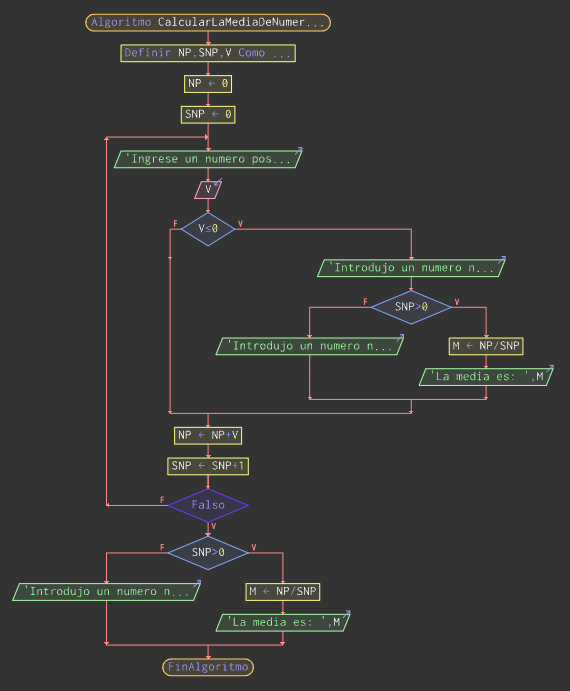 Algoritmo CalcularLaMediaDeNumer...
Definir NP,SNP,V Como ...
NP ← 0
SNP ← 0
'Ingrese un numero pos...
V
F V≤0 V
'Introdujo un numero n...
F SNP>0 V
'Introdujo un numero n... M ← NP/SNP
'La media es: ',M
NP ← NP+V
SNP ← SNP+1
F Falso
V
F SNP>0 V
'Introdujo un numero n... M ← NP/SNP
'La media es: ',M
FinAlgoritmo